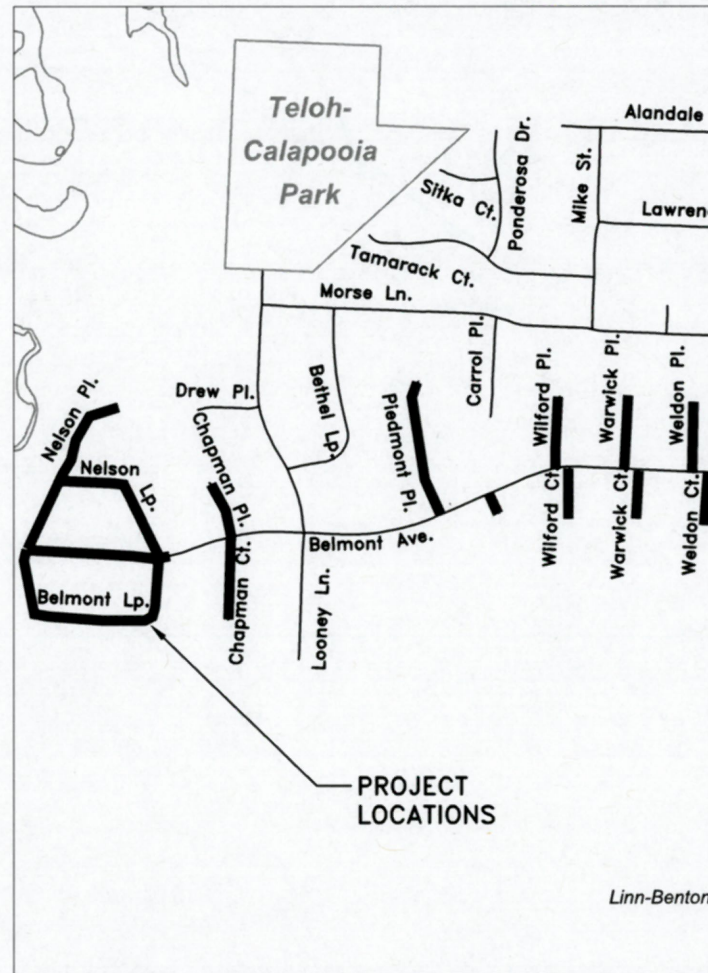 Teloh-
Calapooia
Park
Alandale
Ponderosa Dr.
Mike St.
Sitka Ct.
Lawren
Tamarack Ct.
Morse Ln.
Carrol Pl.
Drew Pl.
Bethel Lp.
Nelson Pl.
Chapman Pl.
Piedmont Pl.
Wilford Pl.
Warwick Pl.
Weldon Pl.
Nelson
Lp.
Belmont Ave.
Wilford Ct.
Warwick Ct.
Weldon Ct.
Belmont Lp.
Chapman Ct.
Looney Ln.
PROJECT
LOCATIONS
Linn-Benton